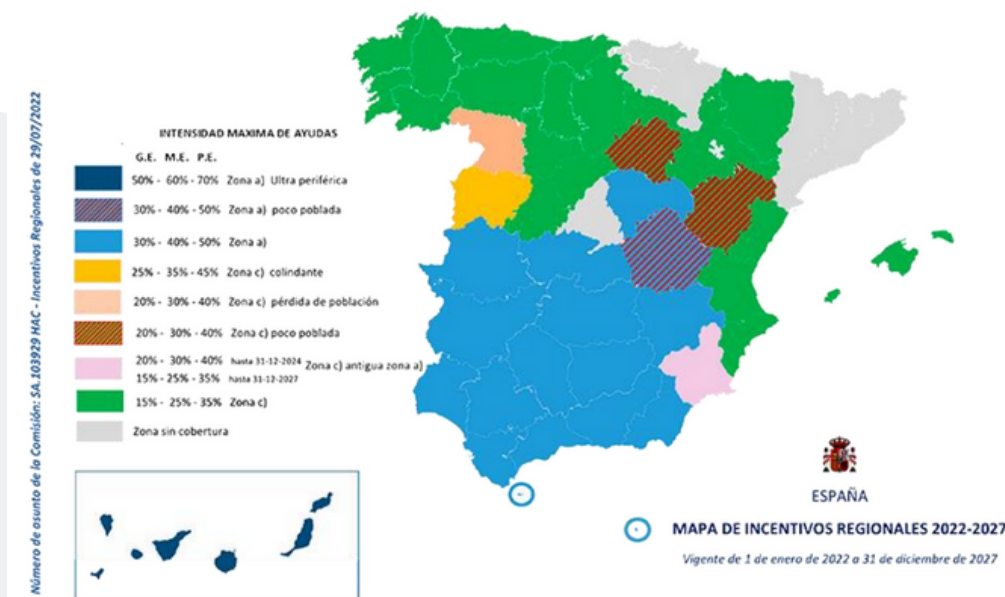 Número de asunto de la Comisión: SA.103929 HAC - Incentivos Regionales de 29/07/2022
INTENSIDAD MAXIMA DE AYUDAS
G.E. M.E. P.E.
50% - 60% - 70% Zona a) Ultra periférica
30% - 40% - 50% Zona a) poco poblada
30% - 40% - 50% Zona a)
25% - 35% - 45% Zona c) colindante
20% - 30% - 40% Zona c) pérdida de población
20% - 30% - 40% Zona c) poco poblada
20% - 30% - 40% hasta 31-12-2024 Zona c) antigua zona a)
15% - 25% - 35% hasta 31-12-2027
15% - 25% - 35% Zona c)
Zona sin cobertura
ESPAÑA
MAPA DE INCENTIVOS REGIONALES 2022-2027
Vigente de 1 de enero de 2022 a 31 de diciembre de 2027